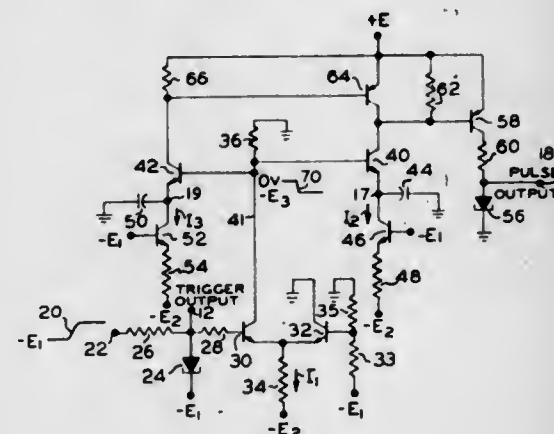 +E
66
64
62
58
36
60
42
40
18
OV
70
PULSE
OUTPUT
19
-E3
17
44
50
I3
41
I2
56
-E1
52
46
-E1
54
48
TRIGGER
OUTPUT
20
-E2
12
-E2
35
-E1
22
26
28
30
32
33
24
34
I1
-E1
-E2
-E1